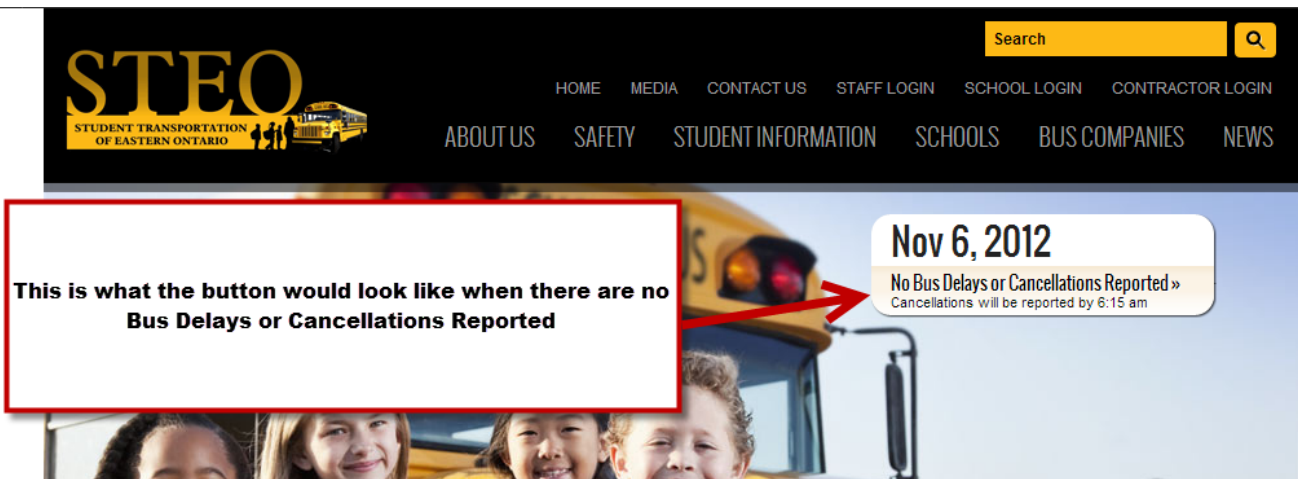 Search
STEO
STUDENT TRANSPORTATION
OF EASTERN ONTARIO
HOME MEDIA CONTACT US STAFF LOGIN SCHOOL LOGIN CONTRACTOR LOGIN
ABOUT US SAFETY STUDENT INFORMATION SCHOOLS BUS COMPANIES NEWS
This is what the button would look like when there are no
Bus Delays or Cancellations Reported
Nov 6, 2012
No Bus Delays or Cancellations Reported »
Cancellations will be reported by 6:15 am